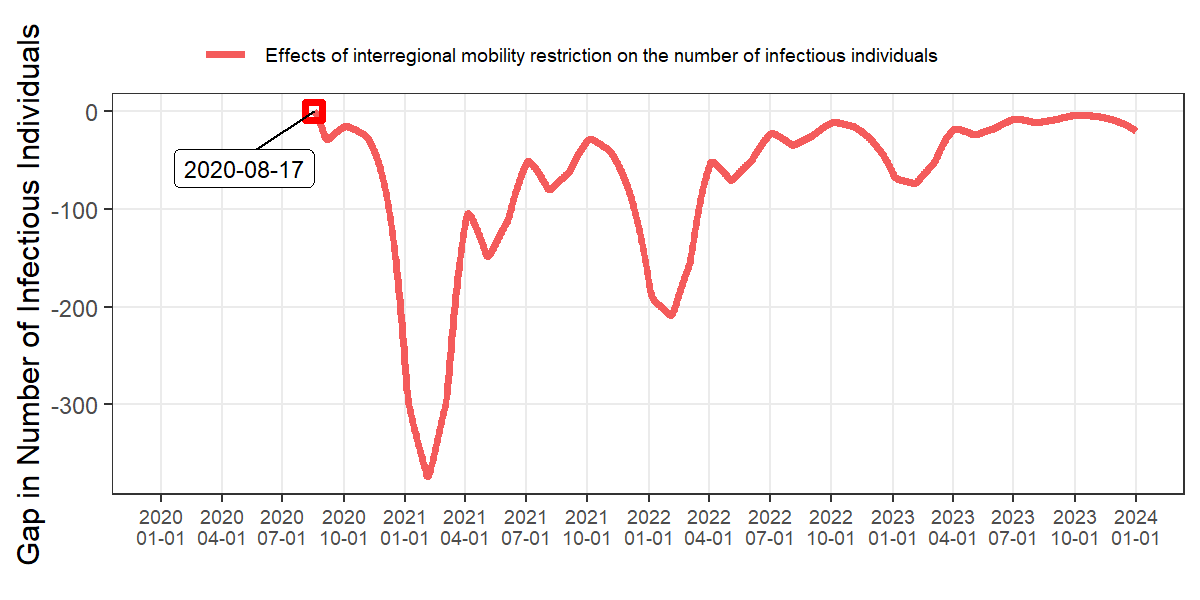 Effects of interregional mobility restriction on the number of infectious individuals
Gap in Number of Infectious Individuals
0
-100
-200
-300
2020-08-17
2020 2020 2020 2020 2021 2021 2021 2021 2022 2022 2022 2022 2023 2023 2023 2023 2024
01-01 04-01 07-01 10-01 01-01 04-01 07-01 10-01 01-01 04-01 07-01 10-01 01-01 04-01 07-01 10-01 01-01